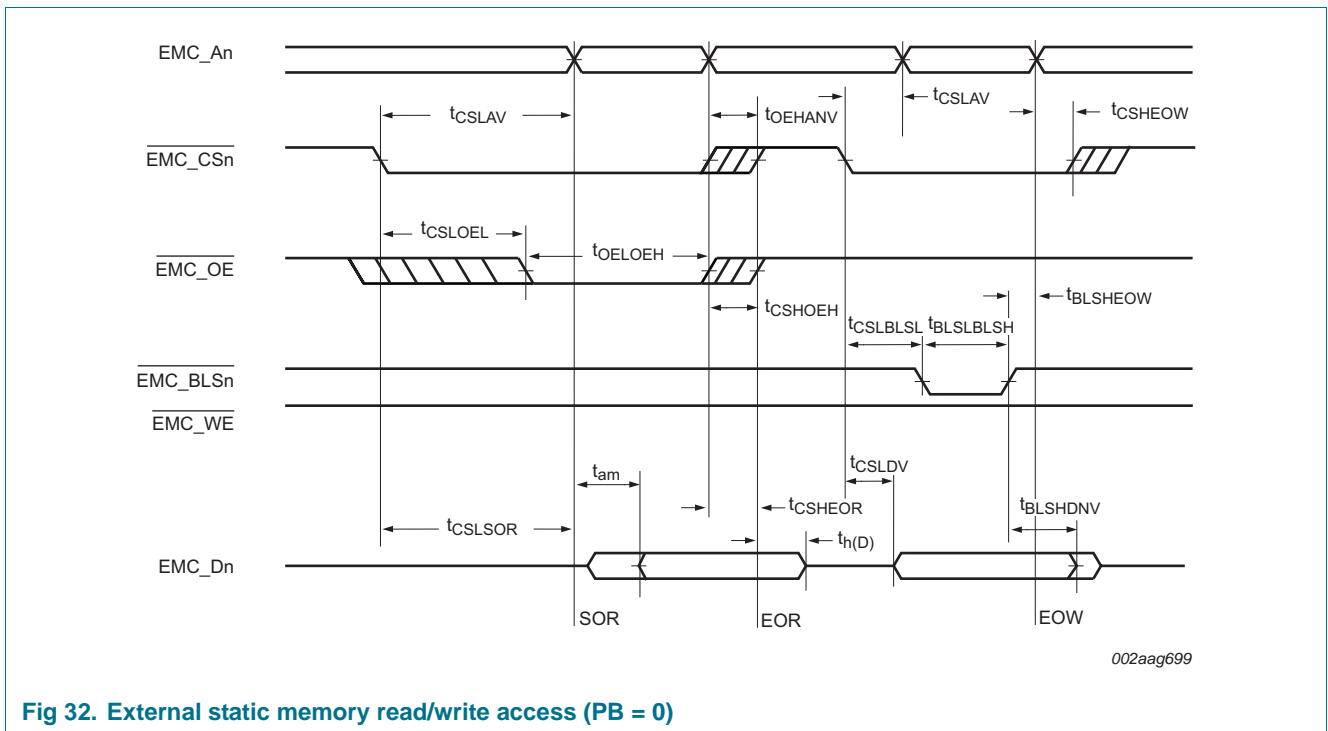 EMC_An
tCSLAV
tOEHANV
tCSLAV
tCSHEOW
EMC_CSn
tCSLOEL
tOELOEH
EMC_OE
tCSHOEH
tBLSHEOW
tCSLBLSL
tBLSLBLSH
EMC_BLSn
EMC_WE
tam
tCSLDV
tCSLSOR
tCSHEOR
tBLSHDNV
th(D)
EMC_Dn
SOR
EOR
EOW
002aag699
Fig 32. External static memory read/write access (PB = 0)